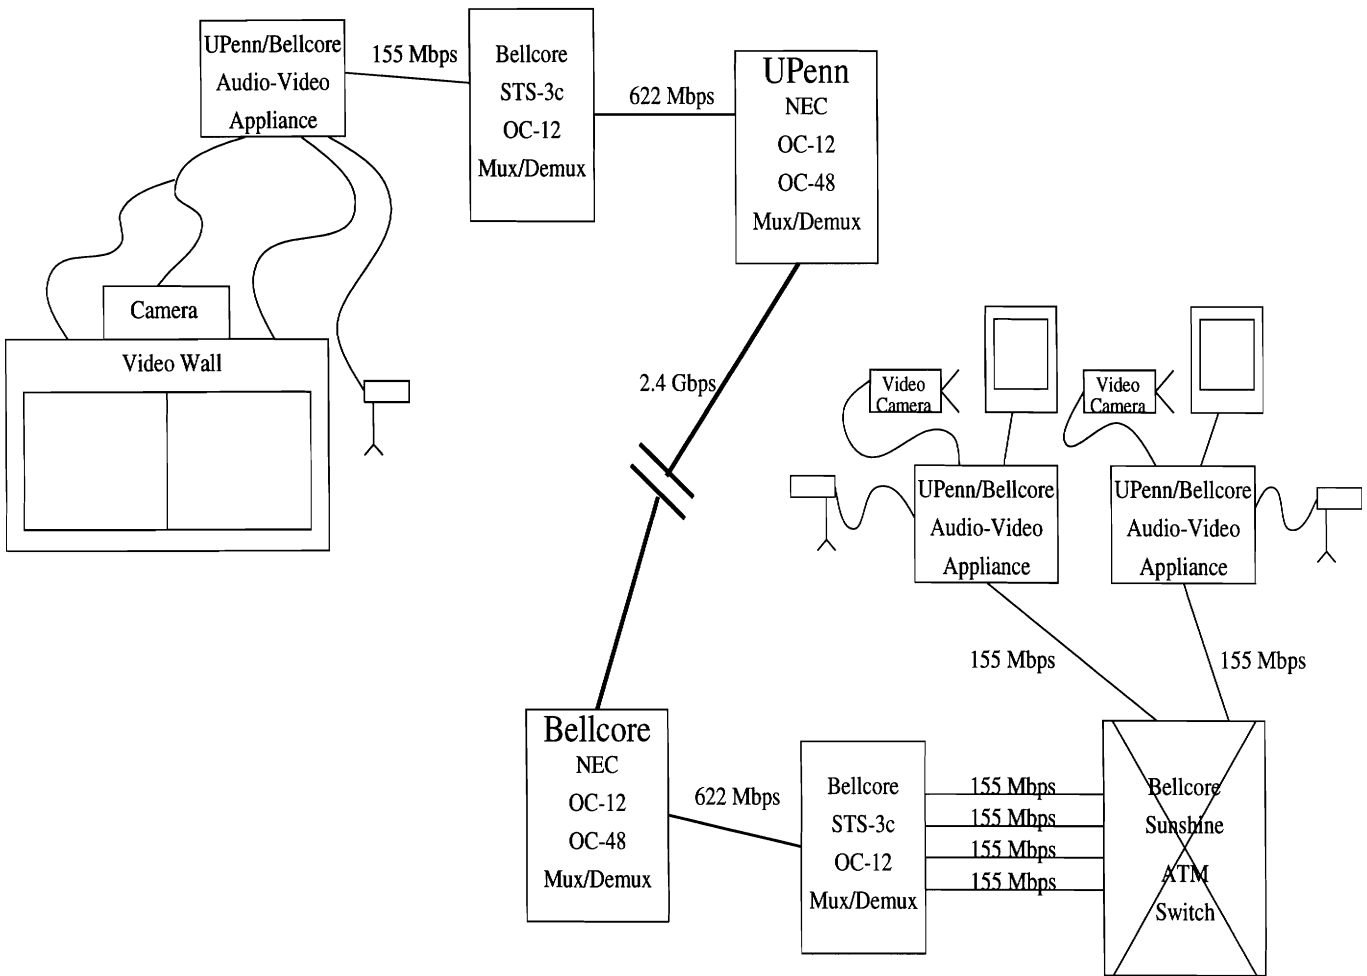 UPenn/Bellcore
Audio-Video
Appliance
155 Mbps
Bellcore
STS-3c
OC-12
Mux/Demux
622 Mbps
UPenn
NEC
OC-12
OC-48
Mux/Demux
Camera
Video Wall
2.4 Gbps
Video
Camera
Video
Camera
UPenn/Bellcore
Audio-Video
Appliance
UPenn/Bellcore
Audio-Video
Appliance
155 Mbps
155 Mbps
Bellcore
NEC
OC-12
OC-48
Mux/Demux
622 Mbps
Bellcore
STS-3c
OC-12
Mux/Demux
155 Mbps
155 Mbps
155 Mbps
155 Mbps
Bellcore
Sunshine
ATM
Switch